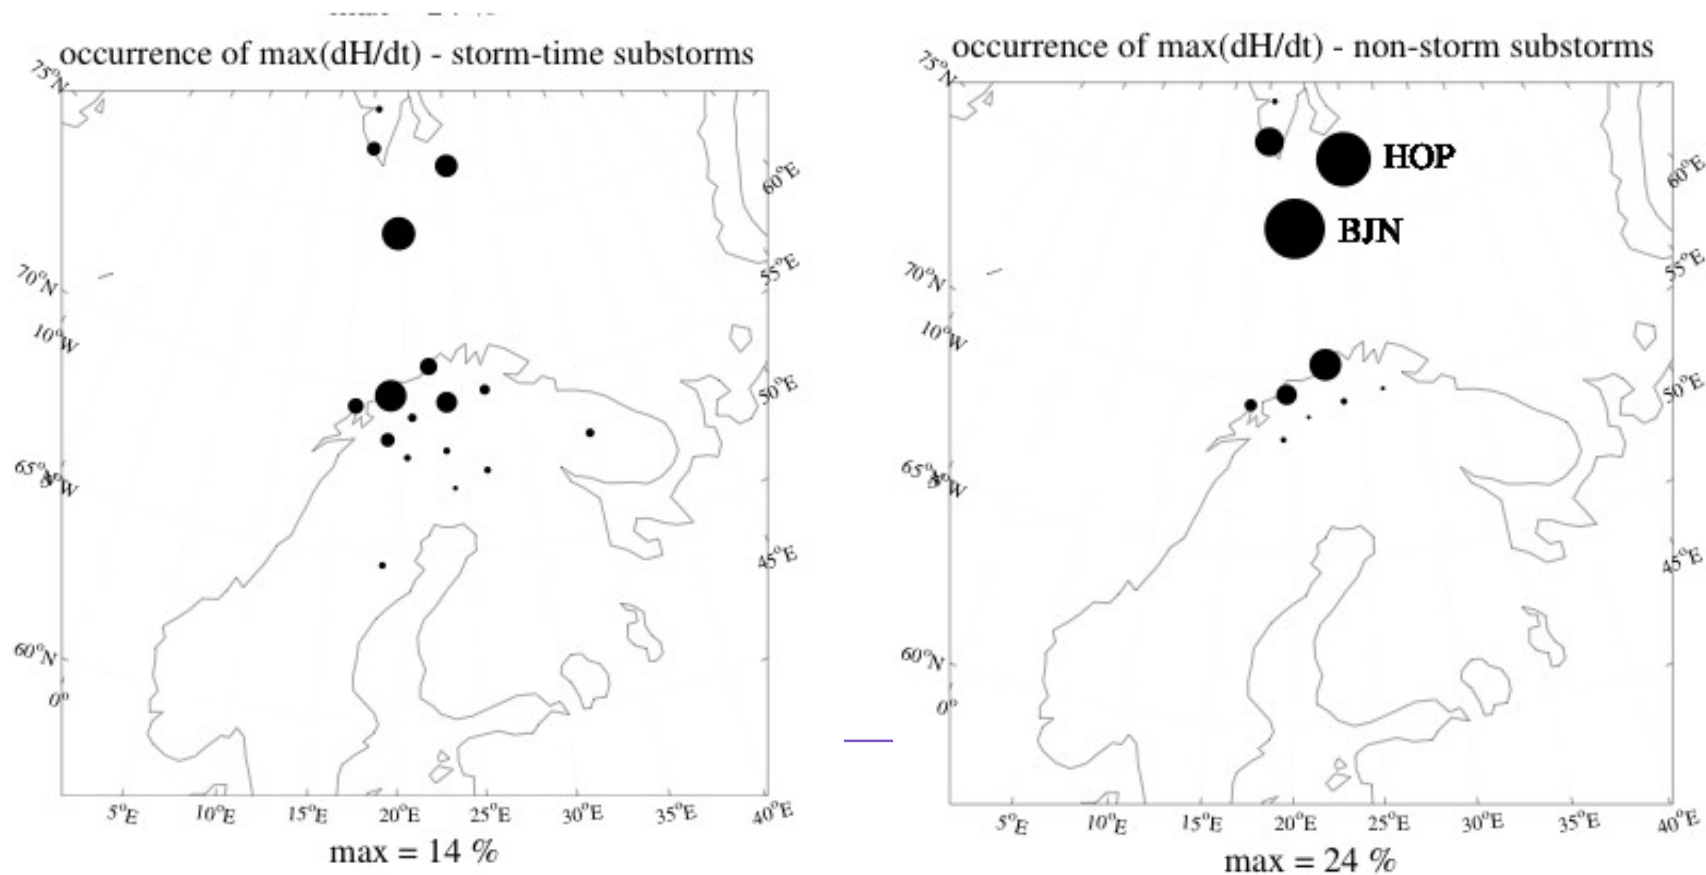 occurrence of max(dH/dt) - storm-time substorms
75°N
60°E
55°E
70°N
10°W
50°E
65°N
5°W
45°E
60°N
0°
5°E
10°E
15°E
20°E
25°E
30°E
35°E
40°E
max = 14 %
occurrence of max(dH/dt) - non-storm substorms
75°N
HOP
60°E
BJN
55°E
70°N
10°W
50°E
65°N
5°W
45°E
60°N
0°
5°E
10°E
15°E
20°E
25°E
30°E
35°E
40°E
max = 24 %